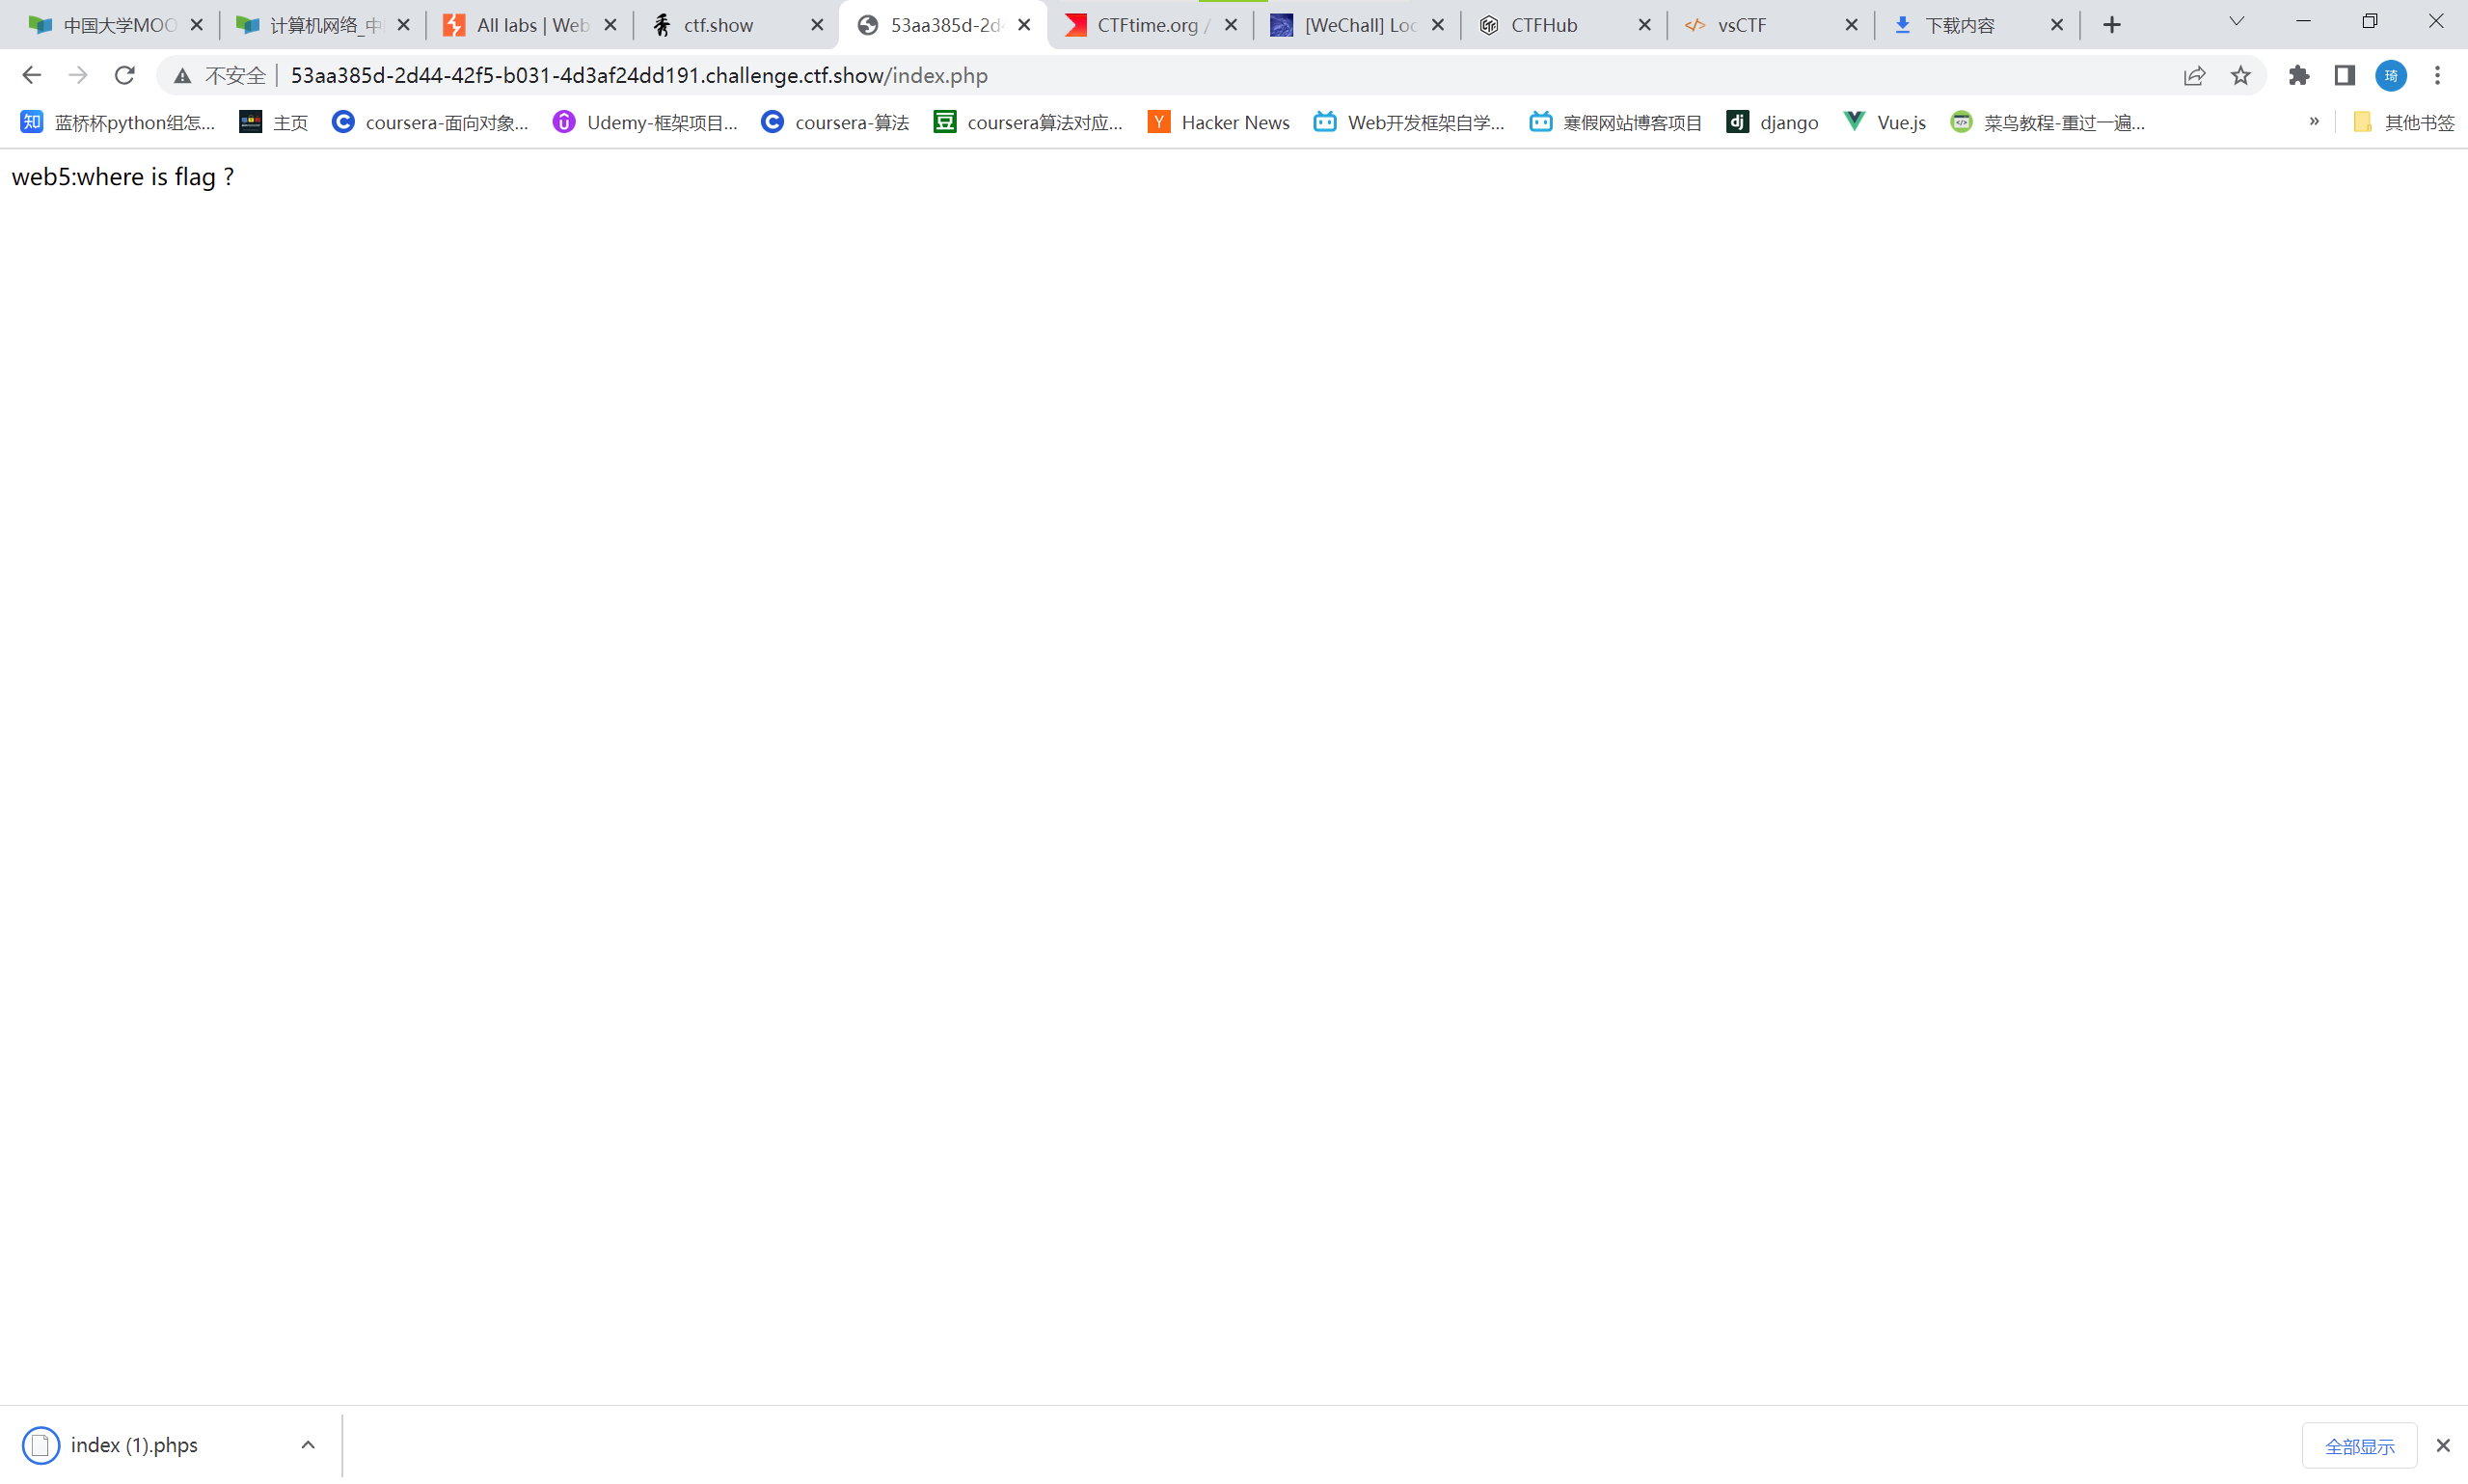 中国大学MOO
计算机网络_中
All labs | Web
ctf.show
53aa385d-2d4
CTFtime.org /
[WeChall] Loc
CTFHub
vsCTF
下载内容
不安全 53aa385d-2d44-42f5-b031-4d3af24dd191.challenge.ctf.show/index.php
琦
知 蓝桥杯python组怎...
主页
C coursera-面向对象...
Udemy-框架项目...
C coursera-算法
豆 coursera算法对应...
Y Hacker News
Web开发框架自学...
寒假网站博客项目
dj django
Vue.js
菜鸟教程-重过一遍...
»
其他书签
web5:where is flag ?
index (1).phps
全部显示